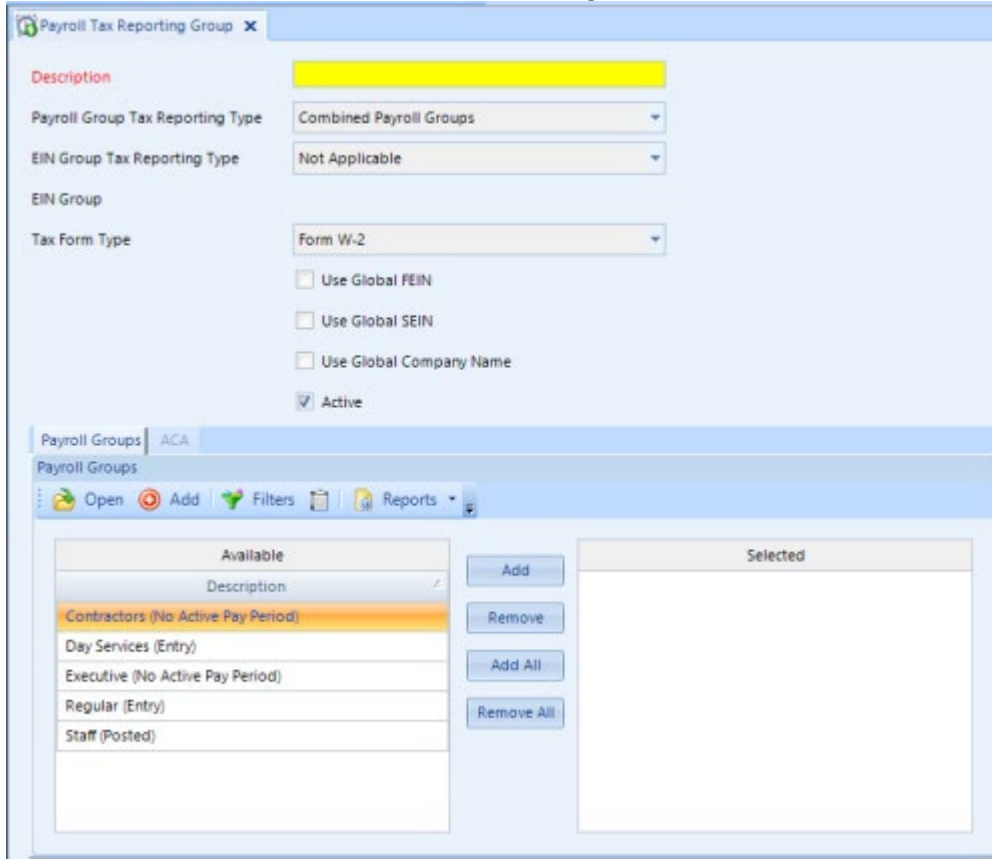 Payroll Tax Reporting Group
Description
Payroll Group Tax Reporting Type Combined Payroll Groups
EIN Group Tax Reporting Type Not Applicable
EIN Group
Tax Form Type Form W-2
Use Global FEIN
Use Global SEIN
Use Global Company Name
Active
Payroll Groups ACA
Payroll Groups
Open Add Filters Reports
Available Selected
Description
Add
Contractors (No Active Pay Period)
Remove
Day Services (Entry)
Executive (No Active Pay Period)
Add All
Regular (Entry)
Remove All
Staff (Posted)